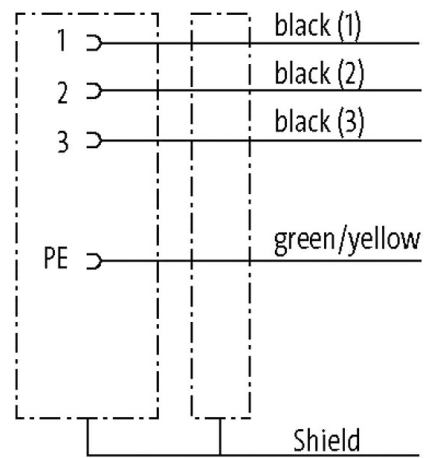 1 black (1)
2 black (2)
3 black (3)
PE green/yellow
Shield